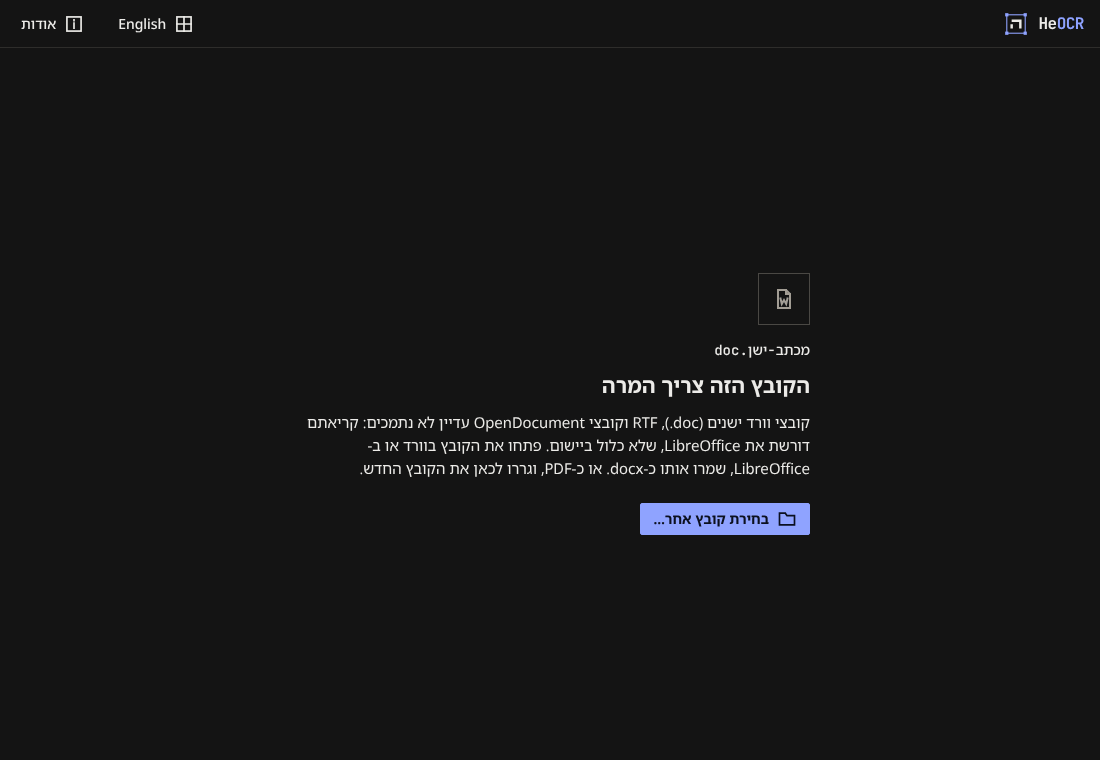 HeOCR
English
אודות
מכתב-ישן.doc
הקובץ הזה צריך המרה
קובצי וורד ישנים (doc.), RTF וקובצי OpenDocument עדיין לא נתמכים: קריאתם
דורשת את LibreOffice, שלא כלול ביישום. פתחו את הקובץ בוורד או ב-
LibreOffice, שמרו אותו כ-docx. או כ-PDF, וגררו לכאן את הקובץ החדש.
בחירת קובץ אחר...